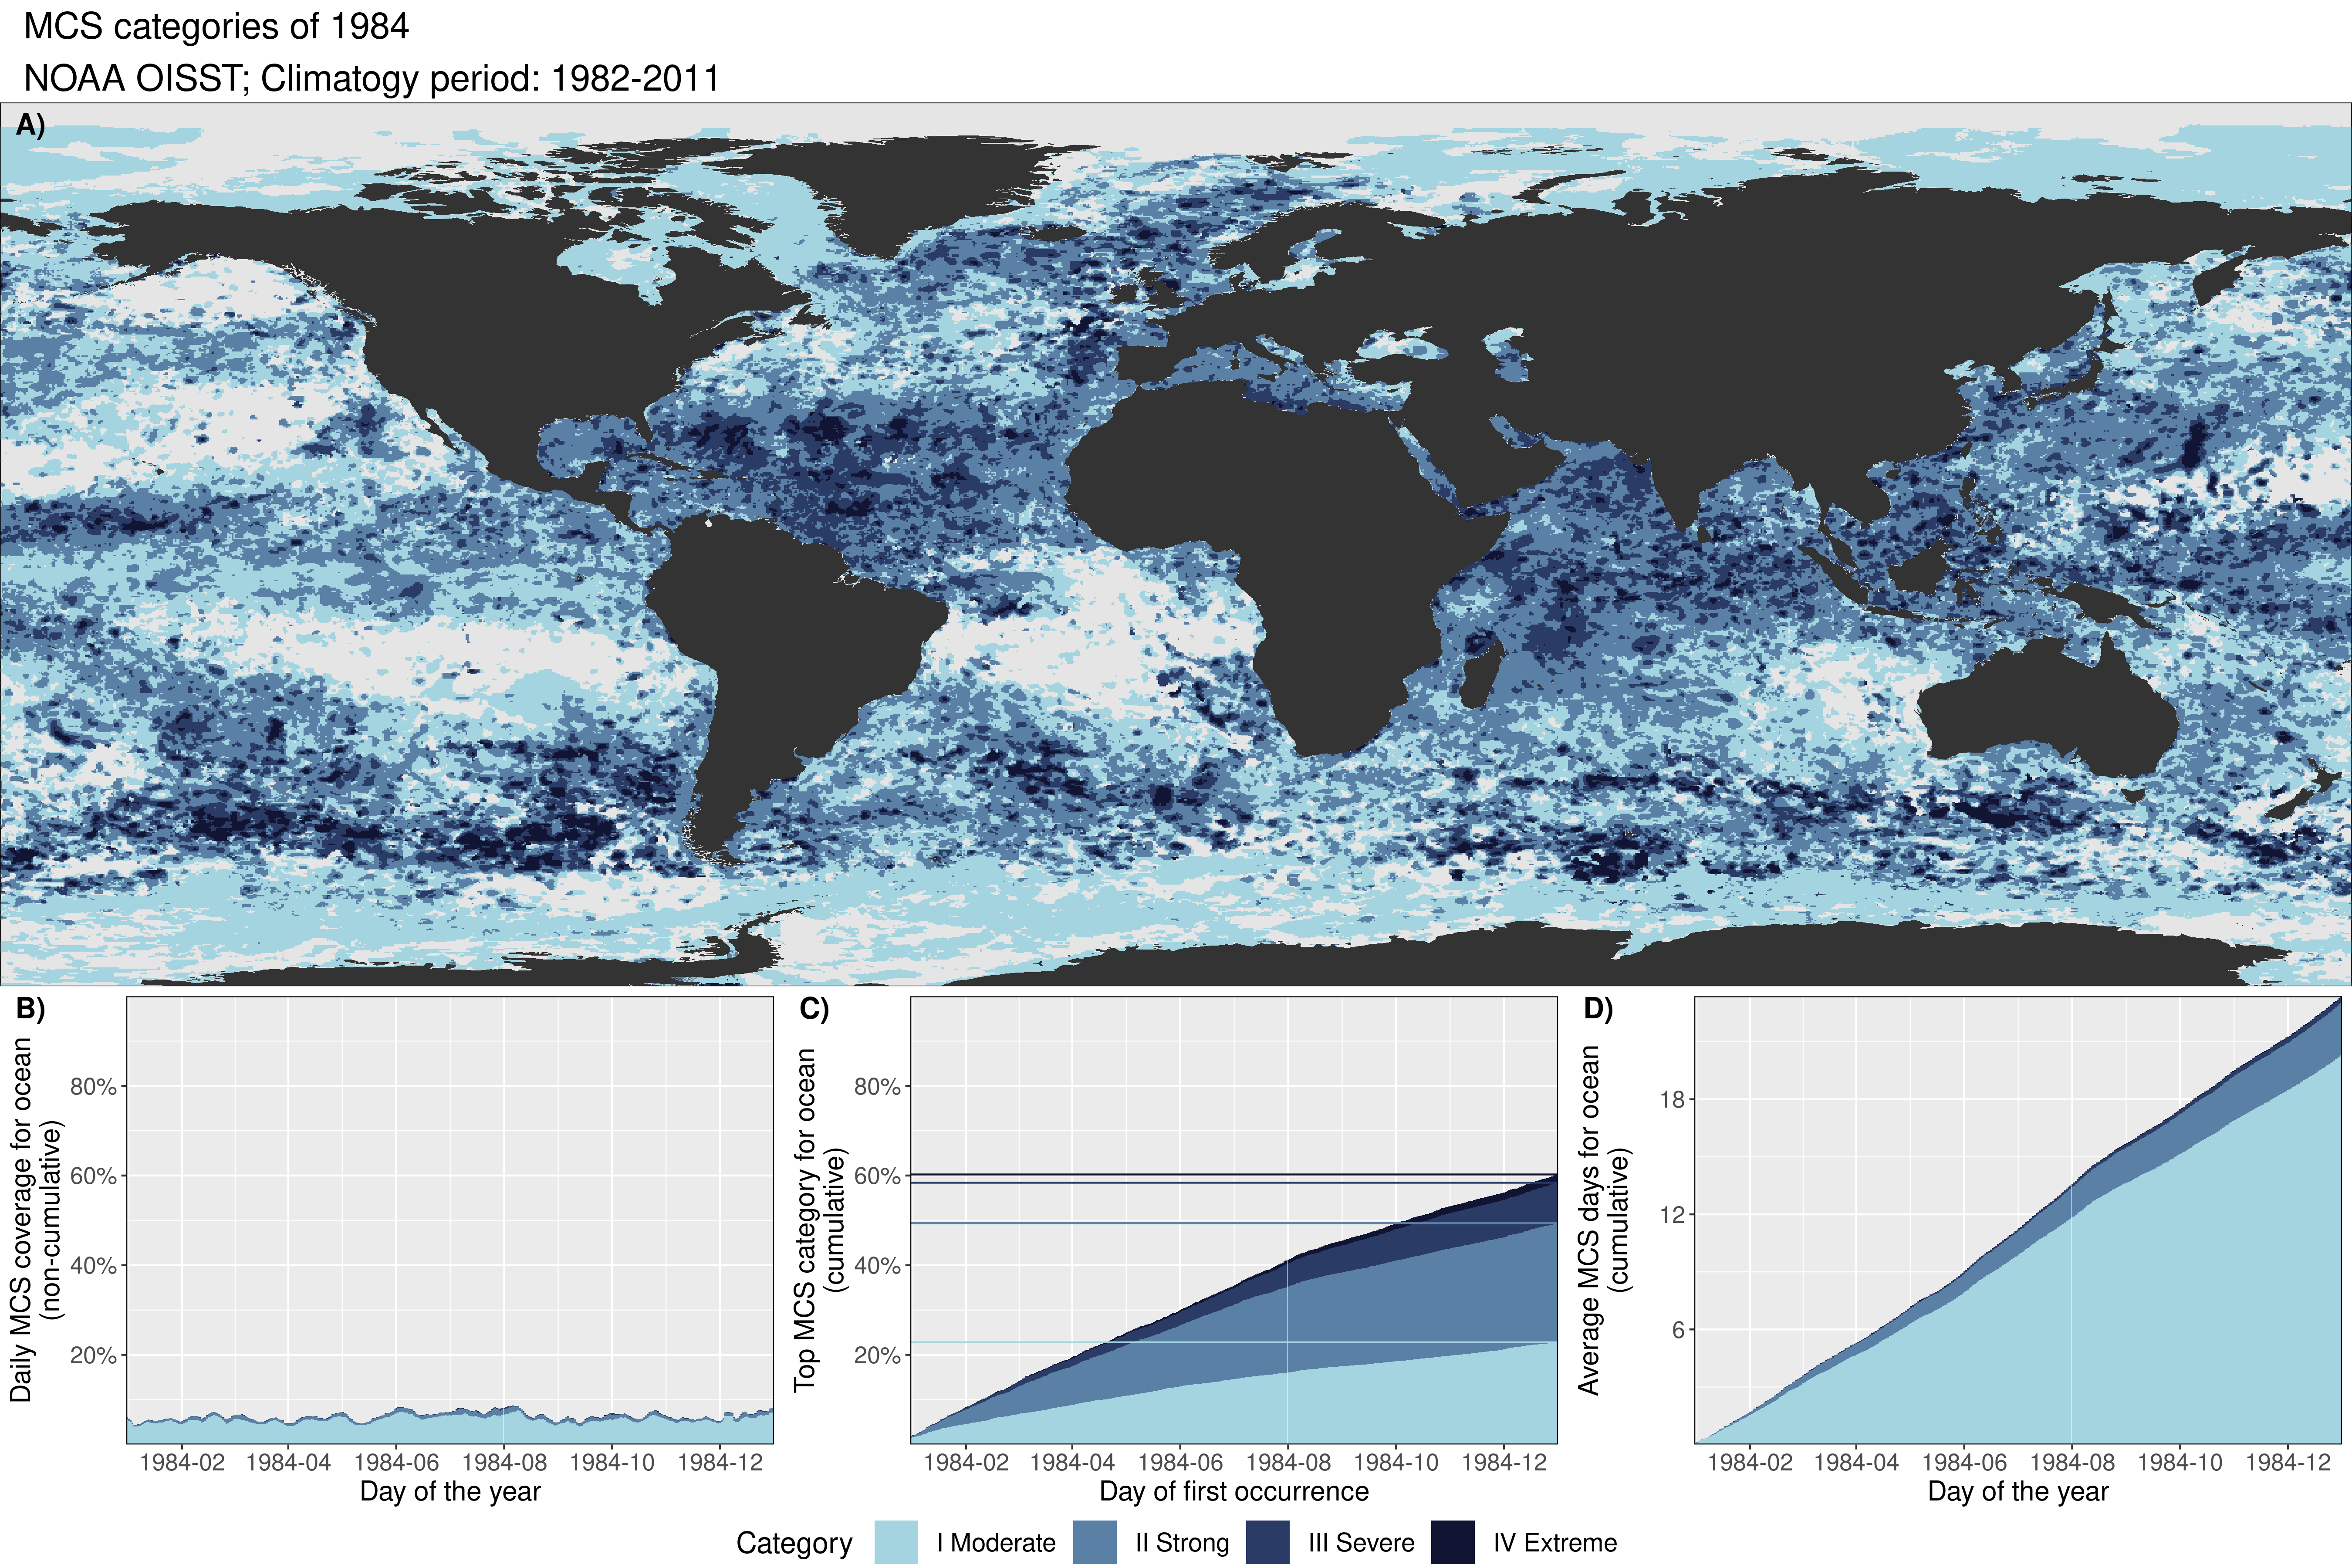 MCS categories of 1984
NOAA OISST; Climatogy period: 1982-2011
A)
B)
Daily MCS coverage for ocean
(non-cumulative)
80%
60%
40%
20%
1984-02 1984-04 1984-06 1984-08 1984-10 1984-12
Day of the year
C)
Top MCS category for ocean
(cumulative)
80%
60%
40%
20%
1984-02 1984-04 1984-06 1984-08 1984-10 1984-12
Day of first occurrence
D)
Average MCS days for ocean
(cumulative)
18
12
6
1984-02 1984-04 1984-06 1984-08 1984-10 1984-12
Day of the year
Category I Moderate II Strong III Severe IV Extreme